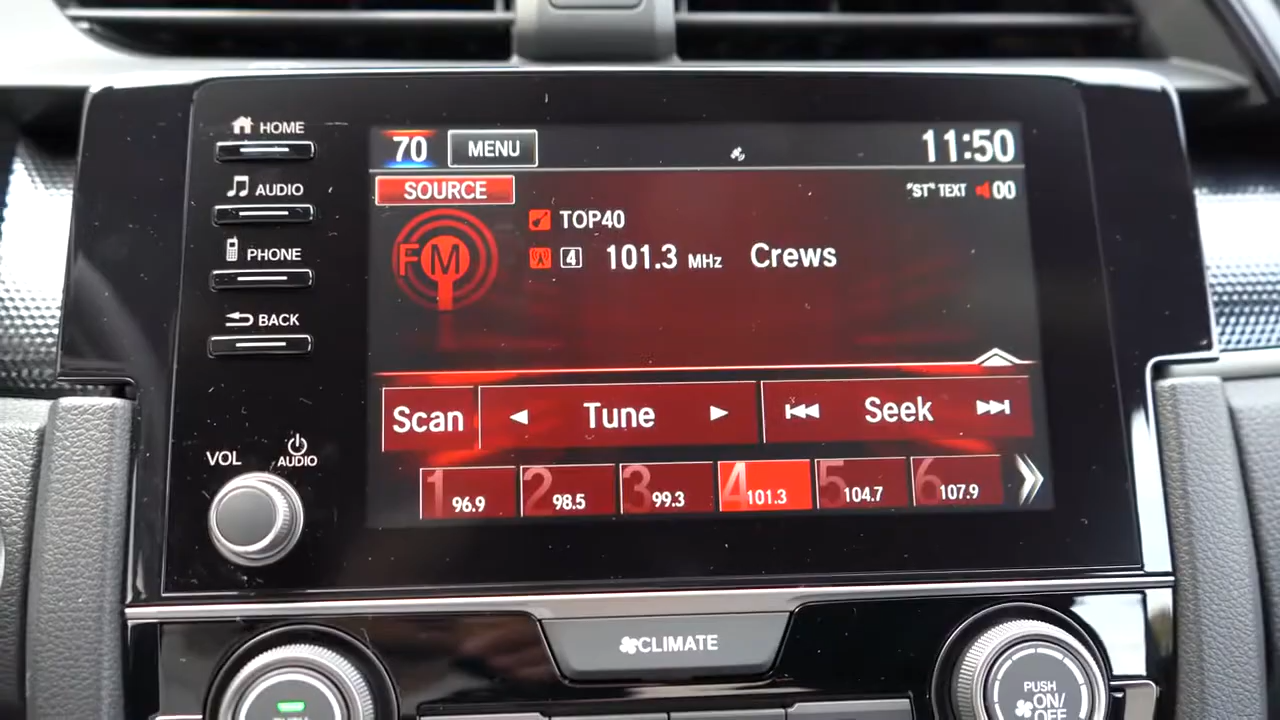 HOME
70 MENU 11:50
AUDIO
SOURCE "ST" TEXT 00
FM TOP40
4 101.3 MHz Crews
PHONE
BACK
Scan Tune Seek
VOL AUDIO
1 96.9 2 98.5 3 99.3 4 101.3 5 104.7 6 107.9
CLIMATE
PUSH
ON/
OFF